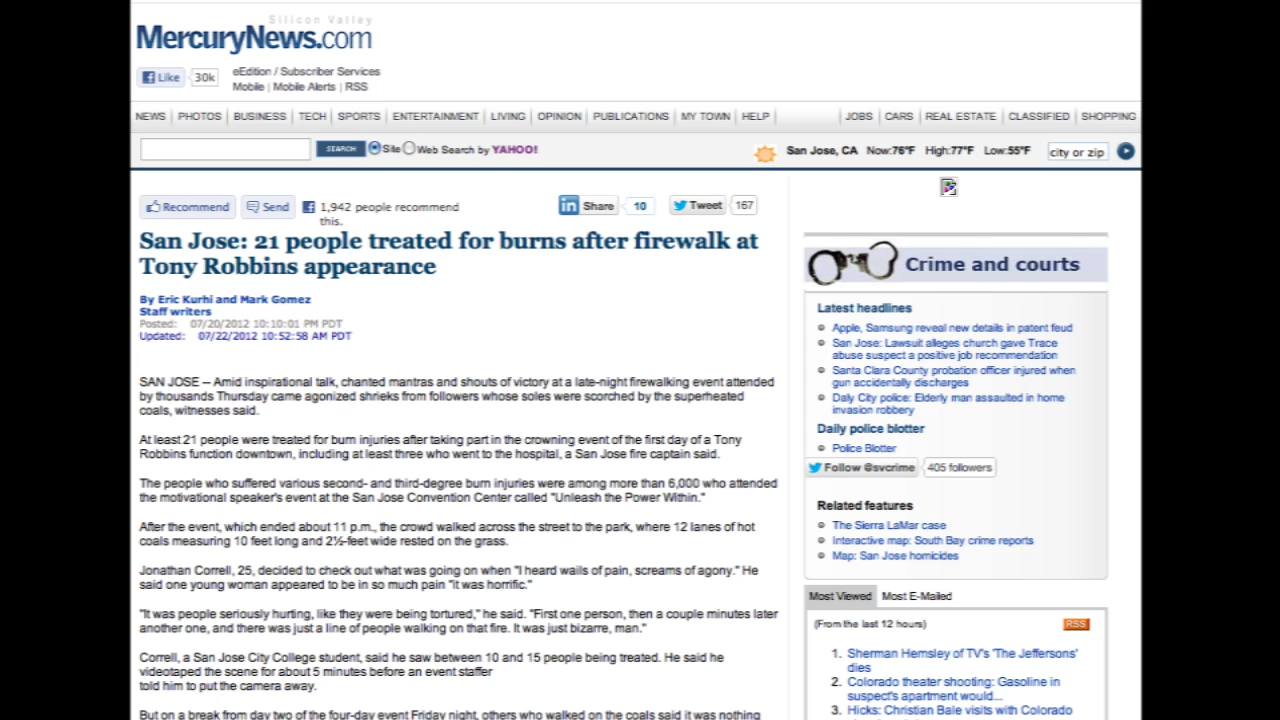 Silicon Valley
MercuryNews.com
Like 30k
eEdition / Subscriber Services
Mobile | Mobile Alerts | RSS
NEWS | PHOTOS | BUSINESS | TECH | SPORTS | ENTERTAINMENT | LIVING | OPINION | PUBLICATIONS | MY TOWN | HELP | JOBS | CARS | REAL ESTATE | CLASSIFIED | SHOPPING
SEARCH Site Web Search by YAHOO! San Jose, CA Now:76°F High:77°F Low:55°F city or zip
Recommend Send 1,942 people recommend
this.
Share 10 Tweet 167
San Jose: 21 people treated for burns after firewalk at
Tony Robbins appearance
By Eric Kurhi and Mark Gomez
Staff writers
Posted: 07/20/2012 10:10:01 PM PDT
Updated: 07/22/2012 10:52:58 AM PDT
SAN JOSE -- Amid inspirational talk, chanted mantras and shouts of victory at a late-night firewalking event attended
by thousands Thursday came agonized shrieks from followers whose soles were scorched by the superheated
coals, witnesses said.
At least 21 people were treated for burn injuries after taking part in the crowning event of the first day of a Tony
Robbins function downtown, including at least three who went to the hospital, a San Jose fire captain said.
The people who suffered various second- and third-degree burn injuries were among more than 6,000 who attended
the motivational speaker's event at the San Jose Convention Center called "Unleash the Power Within."
After the event, which ended about 11 p.m., the crowd walked across the street to the park, where 12 lanes of hot
coals measuring 10 feet long and 2½-feet wide rested on the grass.
Jonathan Correll, 25, decided to check out what was going on when "I heard wails of pain, screams of agony." He
said one young woman appeared to be in so much pain "it was horrific."
"It was people seriously hurting, like they were being tortured," he said. "First one person, then a couple minutes later
another one, and there was just a line of people walking on that fire. It was just bizarre, man."
Correll, a San Jose City College student, said he saw between 10 and 15 people being treated. He said he
videotaped the scene for about 5 minutes before an event staffer
told him to put the camera away.
But on a break from day two of the four-day event Friday night, others who walked on the coals said it was nothing
Crime and courts
Latest headlines
Apple, Samsung reveal new details in patent feud
San Jose: Lawsuit alleges church gave Trace
abuse suspect a positive job recommendation
Santa Clara County probation officer injured when
gun accidentally discharges
Daly City police: Elderly man assaulted in home
invasion robbery
Daily police blotter
Police Blotter
Follow @svcrime 405 followers
Related features
The Sierra LaMar case
Interactive map: South Bay crime reports
Map: San Jose homicides
Most Viewed Most E-Mailed
(From the last 12 hours) RSS
1. Sherman Hemsley of TV's 'The Jeffersons'
dies
2. Colorado theater shooting: Gasoline in
suspect's apartment would...
3. Hicks: Christian Bale visits with Colorado